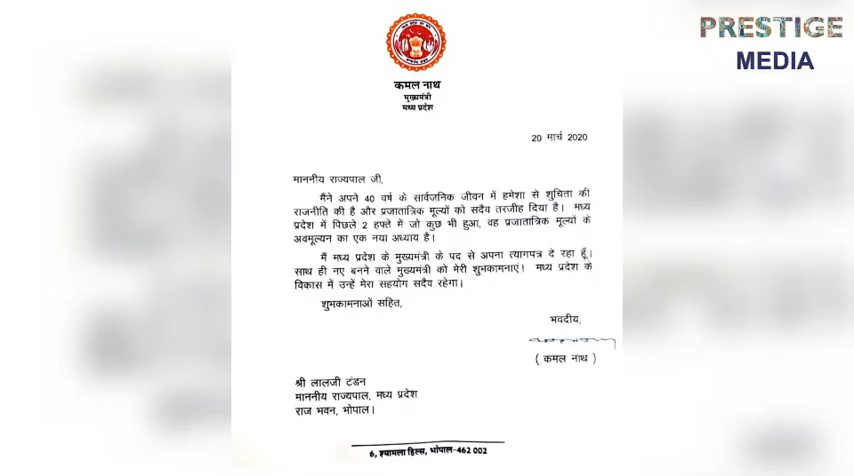 PRESTIGE
MEDIA
कमल नाथ
मुख्यमंत्री
मध्य प्रदेश
20 मार्च 2020
माननीय राज्यपाल जी,
मैंने अपने 40 वर्ष के सार्वजनिक जीवन में हमेशा से शुचिता की
राजनीति की है और प्रजातांत्रिक मूल्यों को सदैव तरजीह दिया है। मध्य
प्रदेश में पिछले 2 हफ्ते में जो कुछ भी हुआ, वह प्रजातांत्रिक मूल्यों के
अवमूल्यन का एक नया अध्याय है।
मैं मध्य प्रदेश के मुख्यमंत्री के पद से अपना त्यागपत्र दे रहा हूँ।
साथ ही नए बनने वाले मुख्यमंत्री को मेरी शुभकामनाएं। मध्य प्रदेश के
विकास में उन्हें मेरा सहयोग सदैव रहेगा।
शुभकामनाओं सहित,
भवदीय,
( कमल नाथ )
श्री लालजी टंडन
माननीय राज्यपाल, मध्य प्रदेश
राज भवन, भोपाल।
6, श्यामला हिल्स, भोपाल-462 002